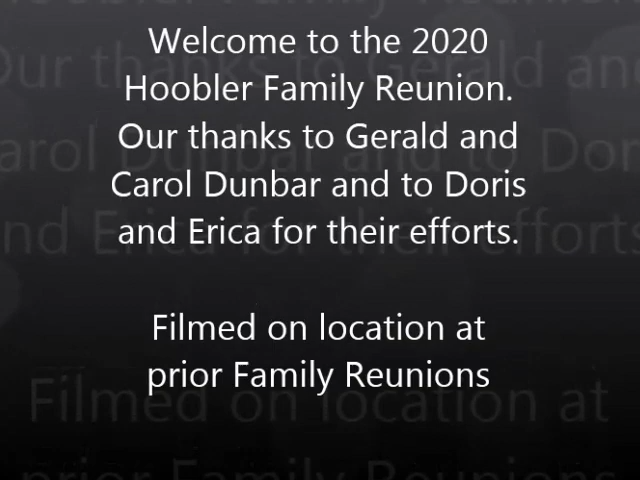 Welcome to the 2020
Hoobler Family Reunion.
Our thanks to Gerald and
Carol Dunbar and to Doris
and Erica for their efforts.
Filmed on location at
prior Family Reunions